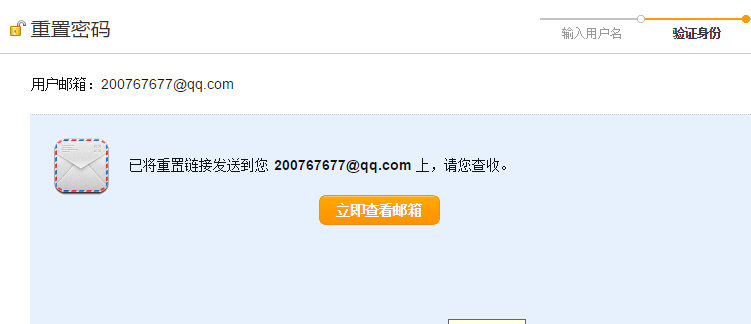 重置密码
输入用户名
验证身份
用户邮箱：200767677@qq.com
已将重置链接发送到您 200767677@qq.com 上，请您查收。
立即查看邮箱